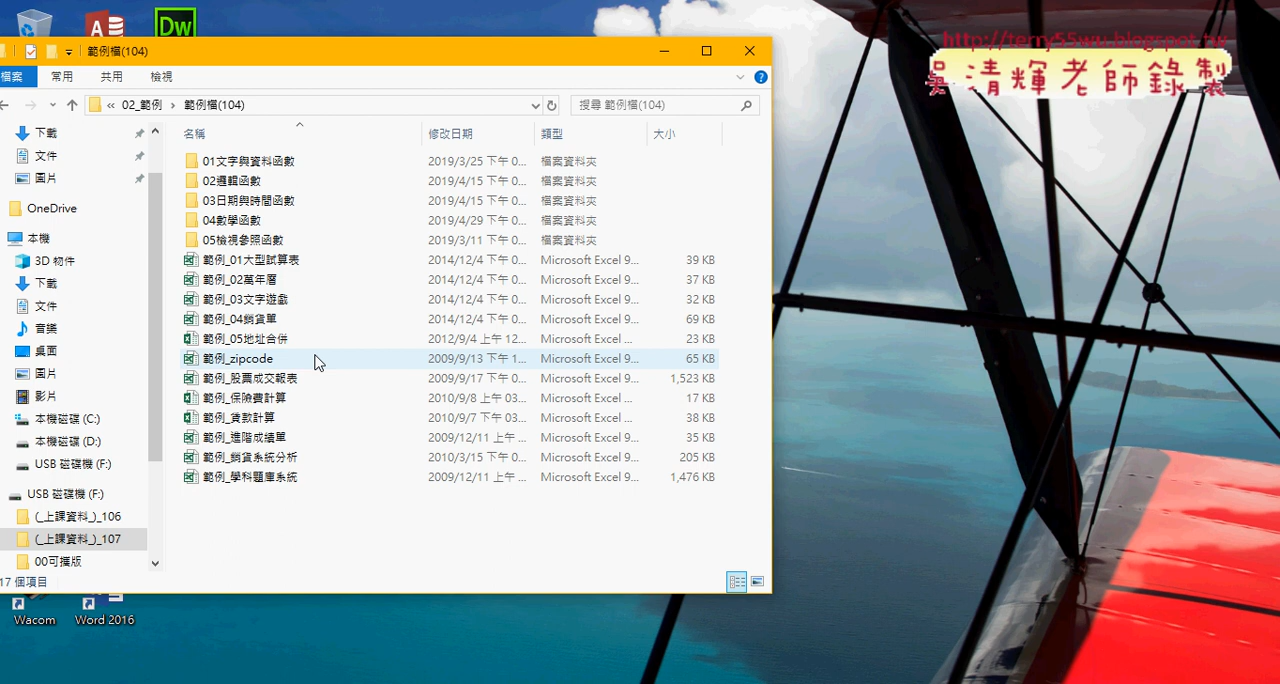 Dw
http://terry55wu.blogspot.tw
吳清輝老師錄製
範例檔(104)
檔案 常用 共用 檢視
« 02_範例 › 範例檔(104)
搜尋 範例檔(104)
名稱 修改日期 類型 大小
下載
文件
圖片
OneDrive
本機
3D 物件
下載
文件
音樂
桌面
圖片
影片
本機磁碟 (C:)
本機磁碟 (D:)
USB 磁碟機 (F:)
USB 磁碟機 (F:)
(_上課資料_)_106
(_上課資料_)_107
00可攜版
01文字與資料函數 2019/3/25 下午 0... 檔案資料夾
02邏輯函數 2019/4/15 下午 0... 檔案資料夾
03日期與時間函數 2019/4/15 下午 0... 檔案資料夾
04數學函數 2019/4/29 下午 0... 檔案資料夾
05檢視參照函數 2019/3/11 下午 0... 檔案資料夾
範例_01大型試算表 2014/12/4 下午 0... Microsoft Excel 9... 39 KB
範例_02萬年曆 2014/12/4 下午 0... Microsoft Excel 9... 37 KB
範例_03文字遊戲 2014/12/4 下午 0... Microsoft Excel 9... 32 KB
範例_04銷貨單 2014/12/4 下午 0... Microsoft Excel 9... 69 KB
範例_05地址合併 2012/9/4 上午 12... Microsoft Excel ... 23 KB
範例_zipcode 2009/9/13 下午 1... Microsoft Excel 9... 65 KB
範例_股票成交報表 2009/9/17 下午 0... Microsoft Excel 9... 1,523 KB
範例_保險費計算 2010/9/8 上午 03... Microsoft Excel ... 17 KB
範例_貸款計算 2010/9/7 下午 03... Microsoft Excel ... 38 KB
範例_進階成績單 2009/12/11 上午 ... Microsoft Excel 9... 35 KB
範例_銷貨系統分析 2010/3/15 下午 0... Microsoft Excel 9... 205 KB
範例_學科題庫系統 2009/12/11 上午 ... Microsoft Excel 9... 1,476 KB
17 個項目
Wacom
Word 2016